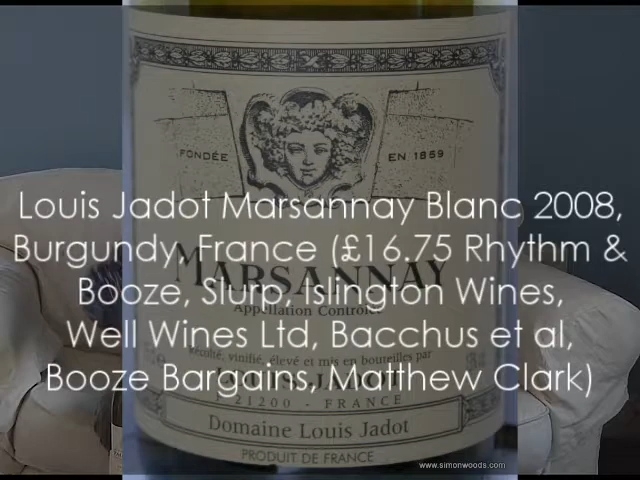 FONDÉE EN 1859
Louis Jadot Marsannay Blanc 2008,
Burgundy, France (£16.75 Rhythm &
MARSANNAY
Booze, Slurp, Islington Wines,
Appellation Contrôlée
Well Wines Ltd, Bacchus et al,
Récolté, vinifié, élevé et mis en bouteilles par
Booze Bargains, Matthew Clark)
LOUIS JADOT
21200 - FRANCE
Domaine Louis Jadot
PRODUIT DE FRANCE
www.simonwoods.com